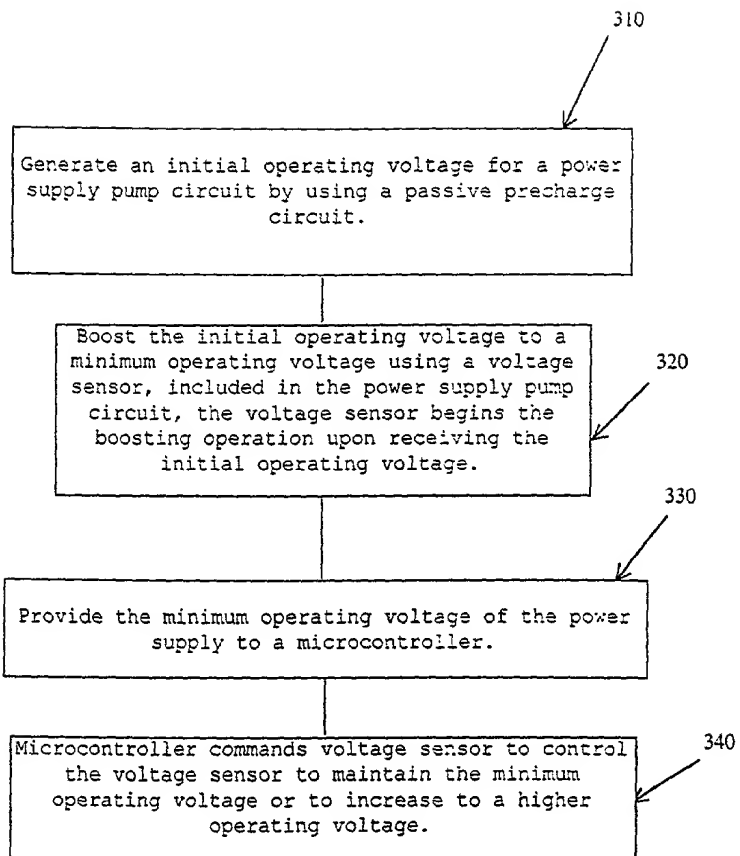 310
Generate an initial operating voltage for a power
supply pump circuit by using a passive precharge
circuit.
Boost the initial operating voltage to a
minimum operating voltage using a voltage
sensor, included in the power supply pump
circuit, the voltage sensor begins the
boosting operation upon receiving the
initial operating voltage.
320
330
Provide the minimum operating voltage of the power
supply to a microcontroller.
340
Microcontroller commands voltage sensor to control
the voltage sensor to maintain the minimum
operating voltage or to increase to a higher
operating voltage.